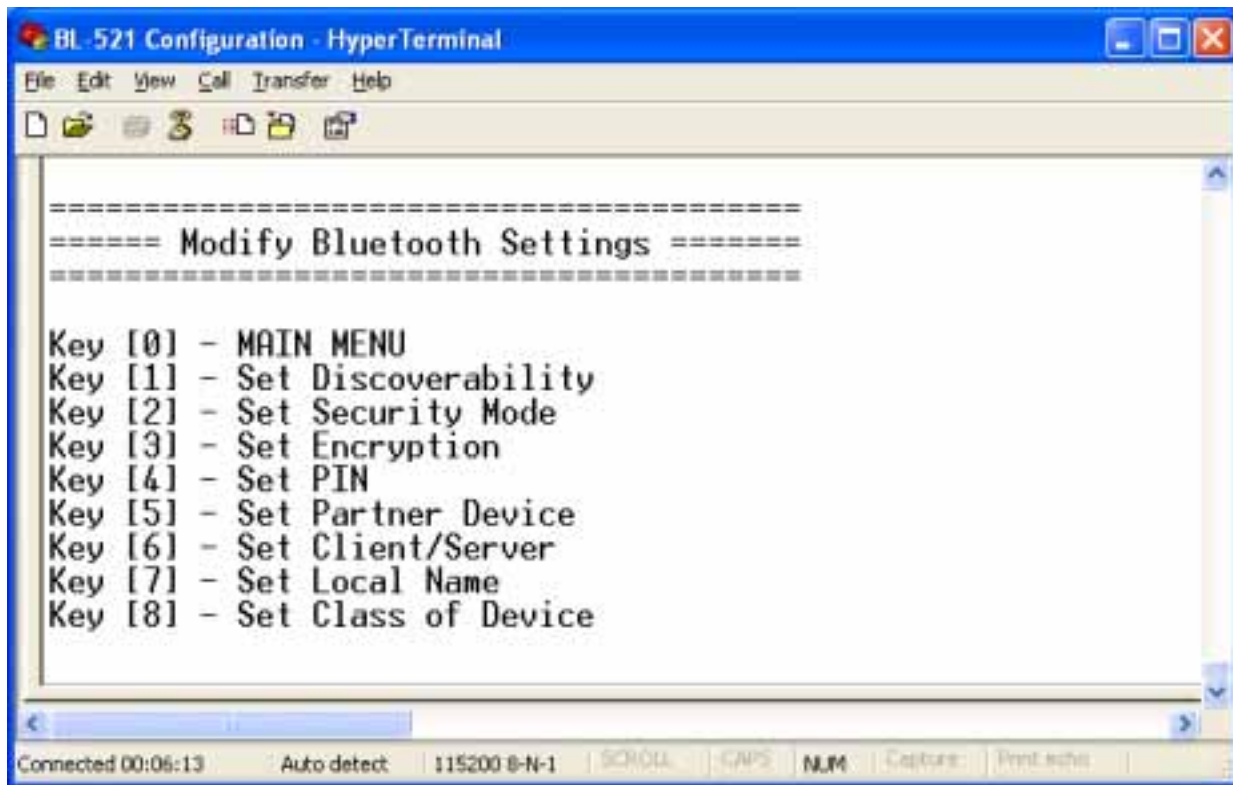 BL-521 Configuration - HyperTerminal
File Edit View Call Transfer Help
========================================
====== Modify Bluetooth Settings =======
========================================
Key [0] - MAIN MENU
Key [1] - Set Discoverability
Key [2] - Set Security Mode
Key [3] - Set Encryption
Key [4] - Set PIN
Key [5] - Set Partner Device
Key [6] - Set Client/Server
Key [7] - Set Local Name
Key [8] - Set Class of Device
Connected 00:06:13 Auto detect 115200 8-N-1 SCROLL CAPS NUM Capture Print echo